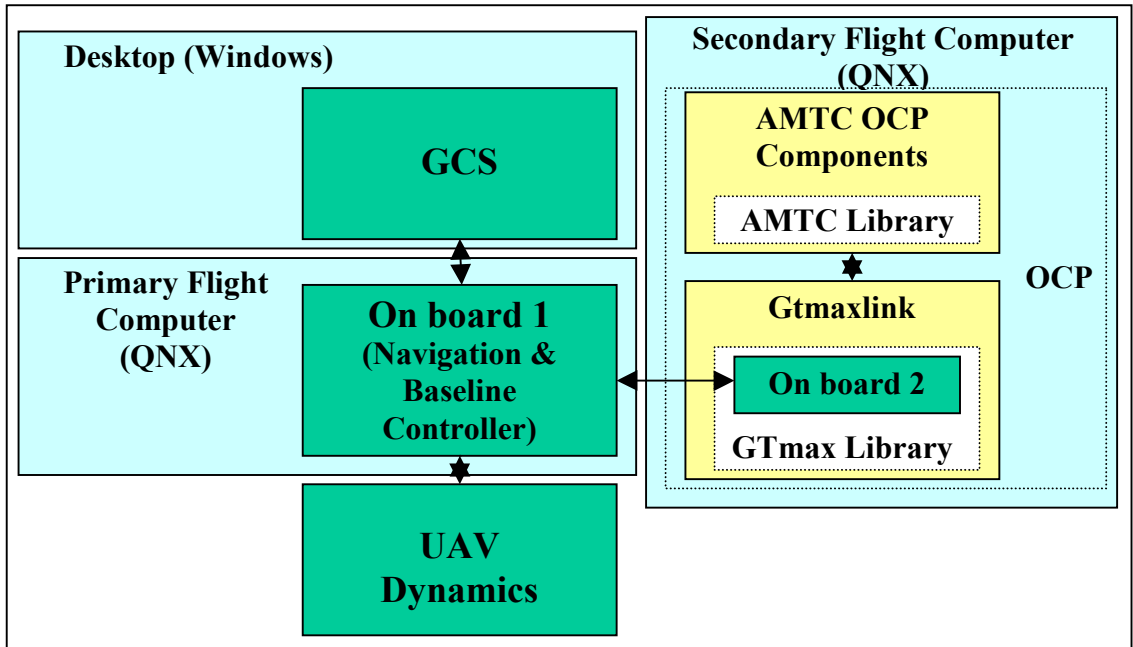 Desktop (Windows)
GCS
Primary Flight
Computer
(QNX)
On board 1
(Navigation &
Baseline
Controller)
UAV
Dynamics
Secondary Flight Computer
(QNX)
AMTC OCP
Components
AMTC Library
OCP
Gtmaxlink
On board 2
GTmax Library